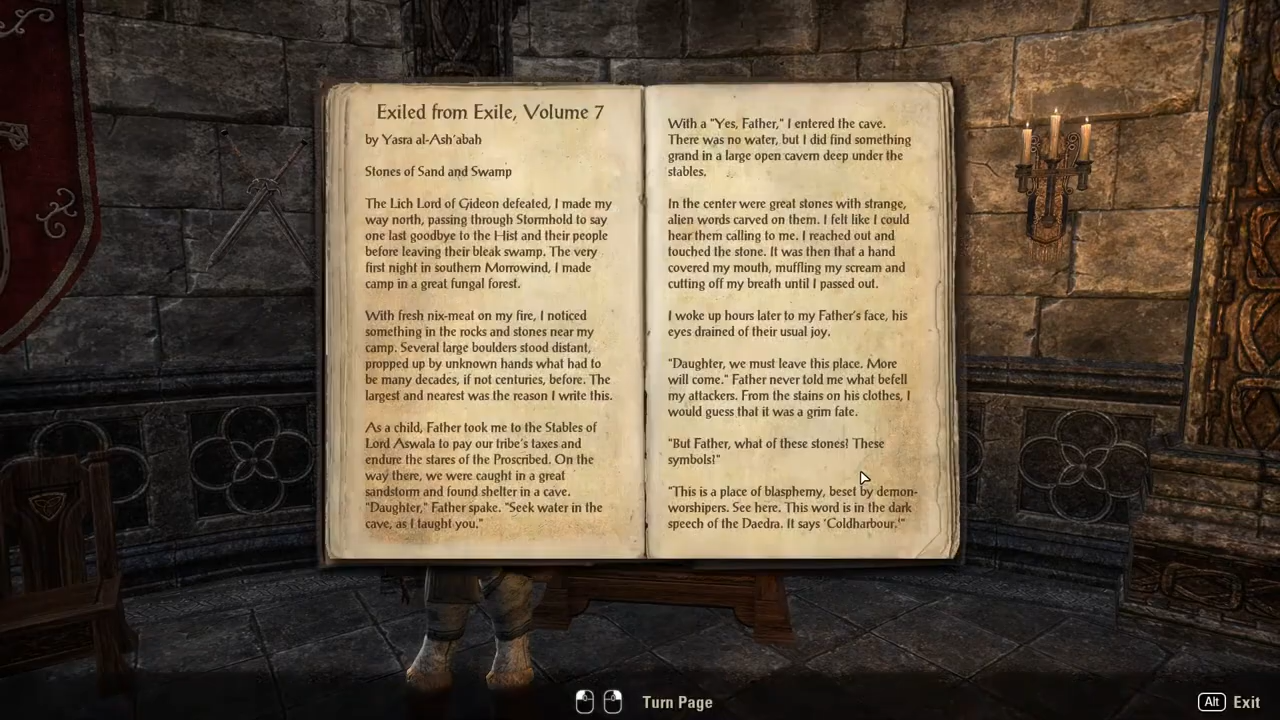 Exiled from Exile, Volume 7
by Yasra al-Ash'abah
Stones of Sand and Swamp
The Lich Lord of Gideon defeated, I made my
way north, passing through Stormhold to say
one last goodbye to the Hist and their people
before leaving their bleak swamp. The very
first night in southern Morrowind, I made
camp in a great fungal forest.
With fresh nix-meat on my fire, I noticed
something in the rocks and stones near my
camp. Several large boulders stood distant,
propped up by unknown hands what had to
be many decades, if not centuries, before. The
largest and nearest was the reason I write this.
As a child, Father took me to the Stables of
Lord Aswala to pay our tribe's taxes and
endure the stares of the Proscribed. On the
way there, we were caught in a great
sandstorm and found shelter in a cave.
"Daughter," Father spake. "Seek water in the
cave, as I taught you."
With a "Yes, Father," I entered the cave.
There was no water, but I did find something
grand in a large open cavern deep under the
stables.
In the center were great stones with strange,
alien words carved on them. I felt like I could
hear them calling to me. I reached out and
touched the stone. It was then that a hand
covered my mouth, muffling my scream and
cutting off my breath until I passed out.
I woke up hours later to my Father's face, his
eyes drained of their usual joy.
"Daughter, we must leave this place. More
will come." Father never told me what befell
my attackers. From the stains on his clothes, I
would guess that it was a grim fate.
"But Father, what of these stones? These
symbols?"
"This is a place of blasphemy, beset by demon-
worshipers. See here. This word is in the dark
speech of the Daedra. It says 'Coldharbour.'"
Turn Page
Alt Exit